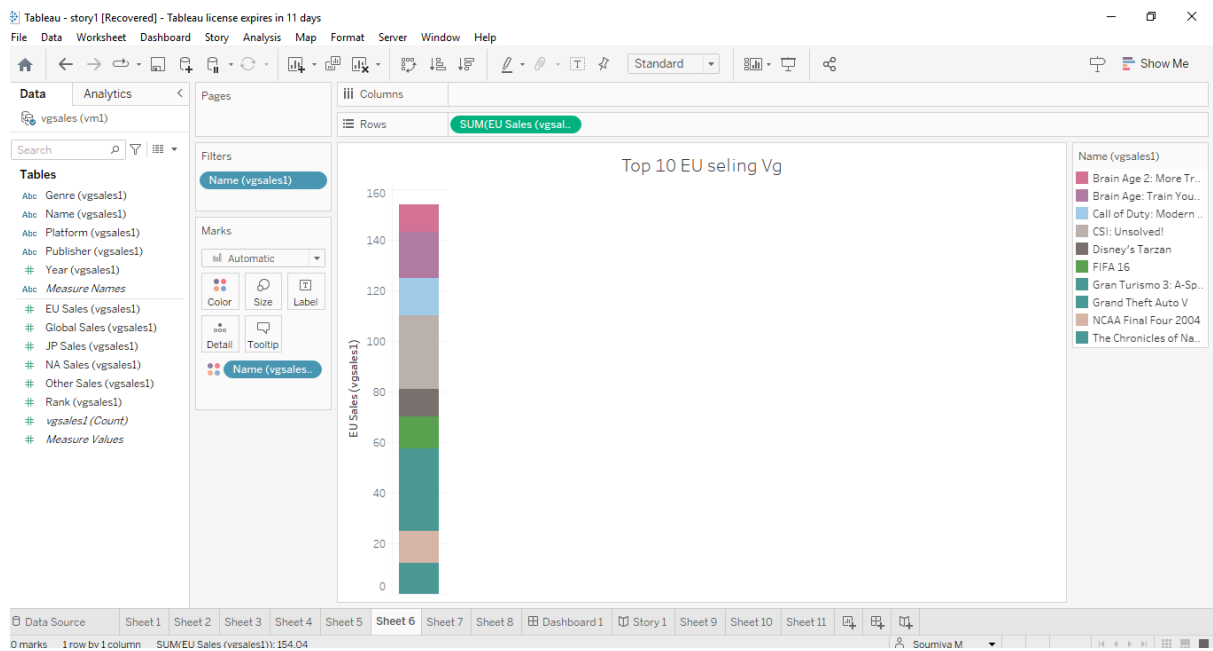 Tableau - story1 [Recovered] - Tableau license expires in 11 days
File Data Worksheet Dashboard Story Analysis Map Format Server Window Help
Standard
Show Me
Data Analytics
Pages
Columns
vgsales (vm1)
Rows
SUM(EU Sales (vgsal..
Search
Filters
Name (vgsales1)
Top 10 EU seling Vg
Tables
Abc Genre (vgsales1)
Abc Name (vgsales1)
Abc Platform (vgsales1)
Abc Publisher (vgsales1)
# Year (vgsales1)
Abc Measure Names
# EU Sales (vgsales1)
# Global Sales (vgsales1)
# JP Sales (vgsales1)
# NA Sales (vgsales1)
# Other Sales (vgsales1)
# Rank (vgsales1)
# vgsales1 (Count)
# Measure Values
Marks
Automatic
Color Size Label
Detail Tooltip
Name (vgsales..
160
140
120
100
80
60
40
20
0
EU Sales (vgsales1)
Name (vgsales1)
Brain Age 2: More Tr..
Brain Age: Train You..
Call of Duty: Modern ..
CSI: Unsolved!
Disney's Tarzan
FIFA 16
Gran Turismo 3: A-Sp..
Grand Theft Auto V
NCAA Final Four 2004
The Chronicles of Na..
Data Source Sheet 1 Sheet 2 Sheet 3 Sheet 4 Sheet 5 Sheet 6 Sheet 7 Sheet 8 Dashboard 1 Story 1 Sheet 9 Sheet 10 Sheet 11
0 marks 1 row by 1 column SUM(EU Sales (vgsales1)): 154.04
Soumiya M